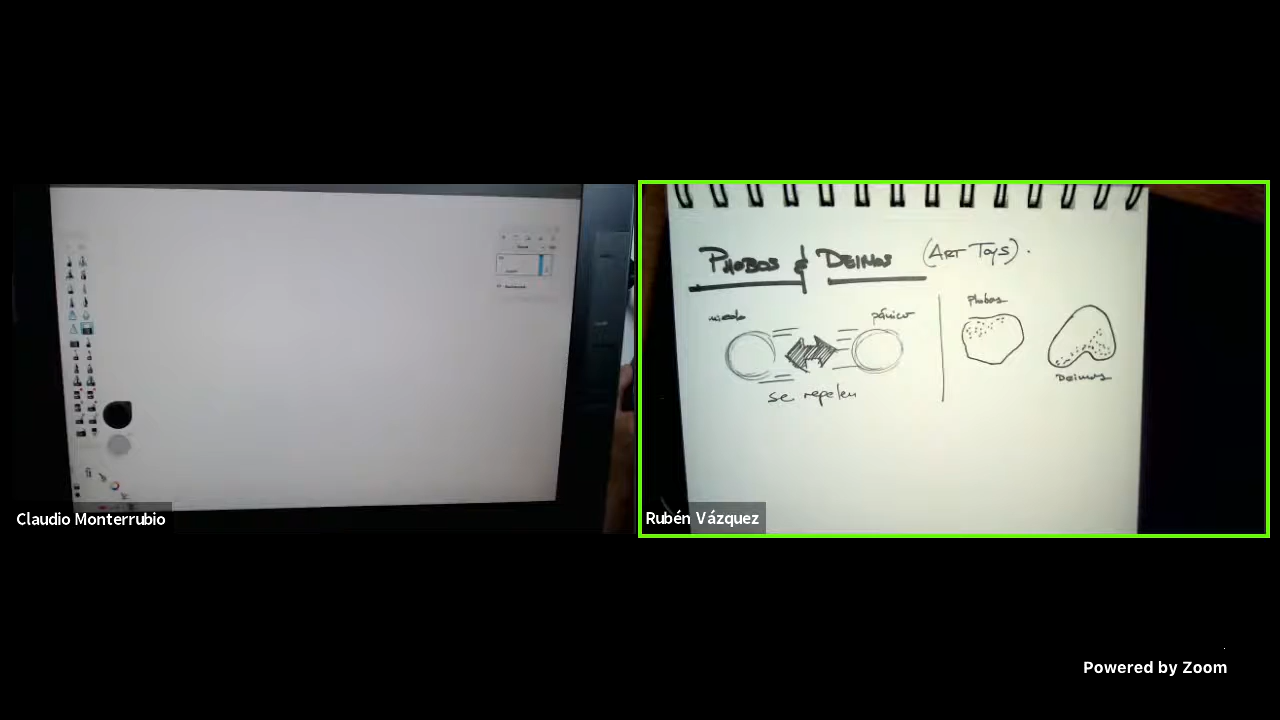 PHOBOS & DEIMOS (ART TOYS).
miedo
pánico
se repelen
Phobos
DEIMOS
Claudio Monterrubio
Rubén Vázquez
Powered by Zoom